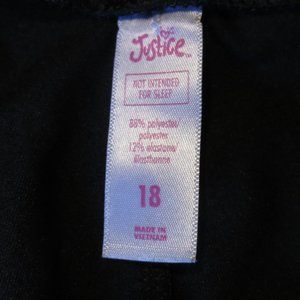 Justice
NOT INTENDED
FOR SLEEP
88% polyester/
polyester
12% elastane/
élasthanne
18
MADE IN
VIETNAM